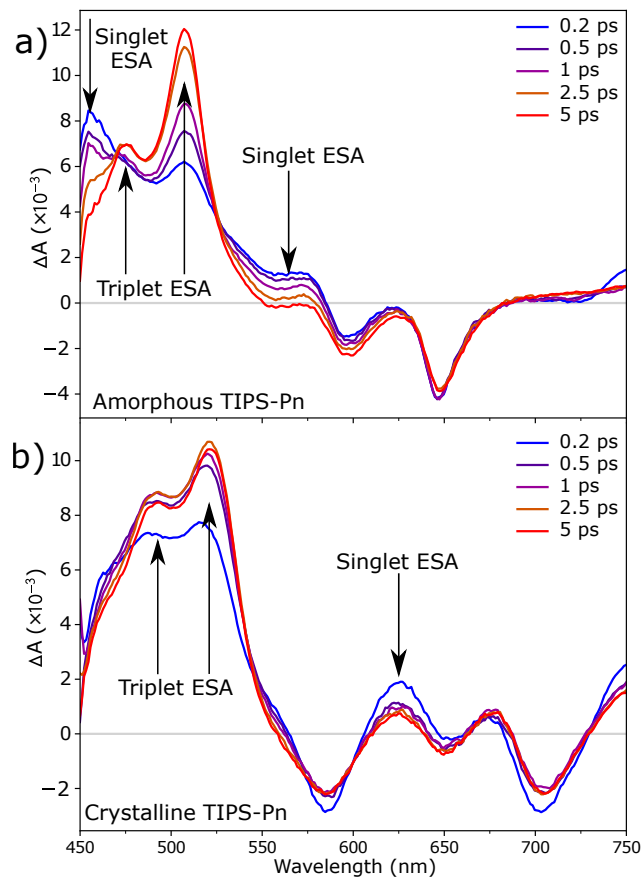 a)
Singlet
ESA
0.2 ps
0.5 ps
1 ps
2.5 ps
5 ps
Singlet ESA
Triplet ESA
Amorphous TIPS-Pn
ΔA (×10⁻³)
12
10
8
6
4
2
0
−2
−4
b)
0.2 ps
0.5 ps
1 ps
2.5 ps
5 ps
Singlet ESA
Triplet ESA
Crystalline TIPS-Pn
ΔA (×10⁻³)
10
8
6
4
2
0
−2
450 500 550 600 650 700 750
Wavelength (nm)